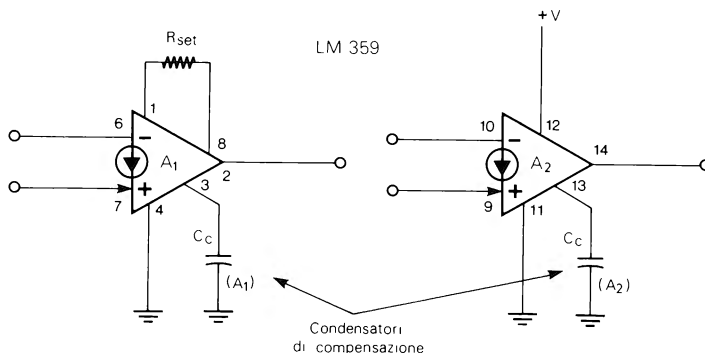 LM 359
Rset
1
6
−
8
A1
2
+
3
7
4
Cc
(A1)
+V
10
−
12
14
A2
+
13
9
11
Cc
(A2)
Condensatori
di compensazione